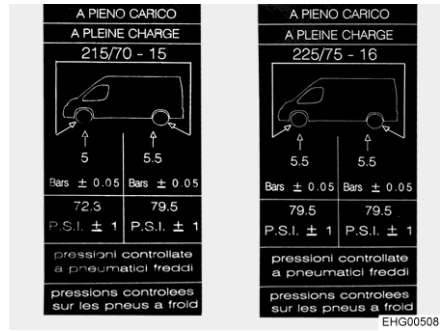 A PIENO CARICO
A PLEINE CHARGE
215/70 - 15
5 5.5
Bars ± 0.05 Bars ± 0.05
72.3 79.5
P.S.I. ± 1 P.S.I. ± 1
pressioni controllate
a pneumatici freddi
pressions controlees
sur les pneus a froid
A PIENO CARICO
A PLEINE CHARGE
225/75 - 16
5.5 5.5
Bars ± 0.05 Bars ± 0.05
79.5 79.5
P.S.I. ± 1 P.S.I. ± 1
pressioni controllate
a pneumatici freddi
pressions controlees
sur les pneus a froid
EHG00508